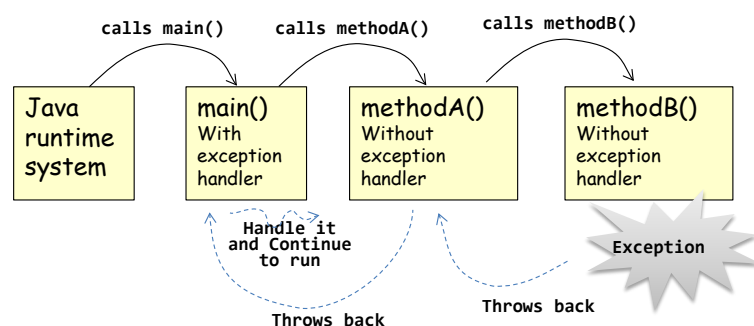 calls main()
calls methodA()
calls methodB()
Java
runtime
system
main()
With
exception
handler
methodA()
Without
exception
handler
methodB()
Without
exception
handler
Handle it
and Continue
to run
Exception
Throws back
Throws back